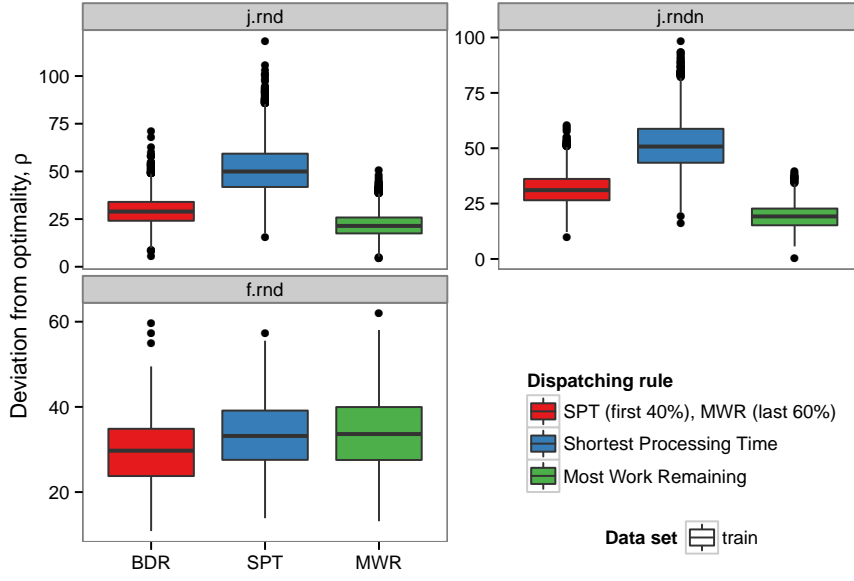 j.rnd
j.rndn
100
75
50
25
0
100
75
50
25
0
Deviation from optimality, ρ
f.rnd
60
40
20
BDR SPT MWR
Dispatching rule
SPT (first 40%), MWR (last 60%)
Shortest Processing Time
Most Work Remaining
Data set train